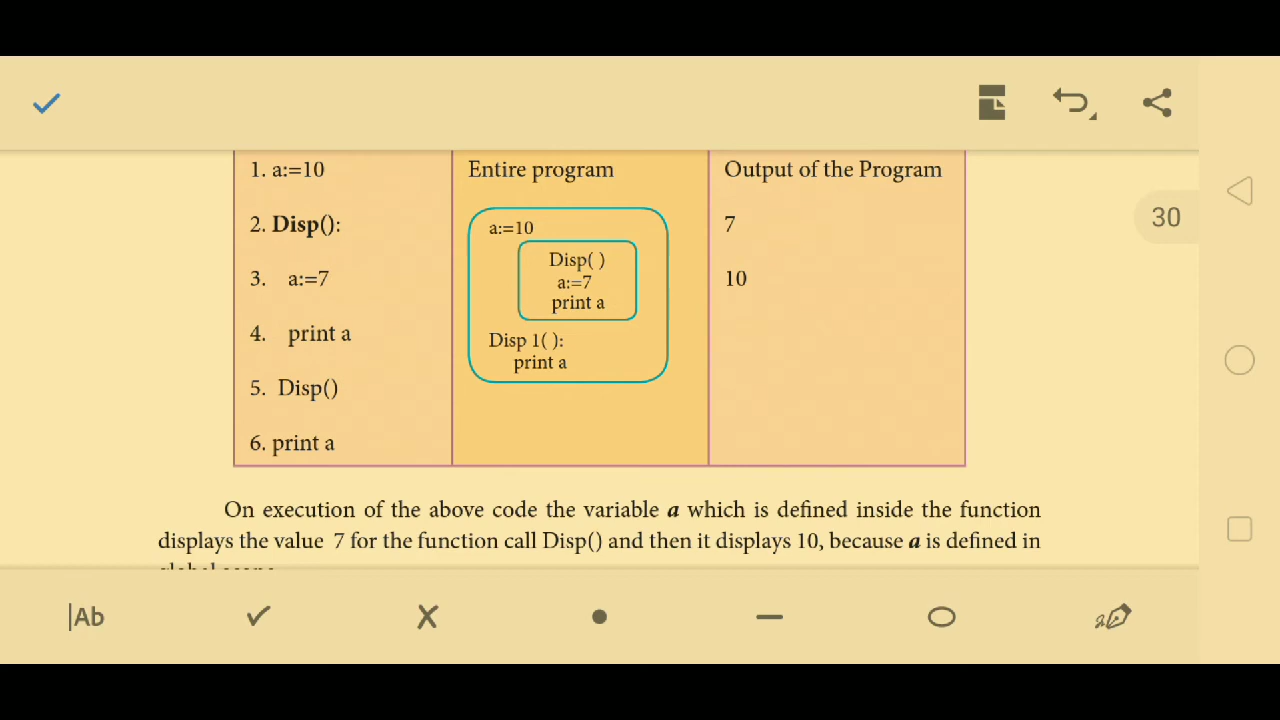 1. a:=10
2. Disp():
3. a:=7
4. print a
5. Disp()
6. print a
Entire program
a:=10
Disp( )
a:=7
print a
Disp 1( ):
print a
Output of the Program
7
10
30
On execution of the above code the variable a which is defined inside the function
displays the value 7 for the function call Disp() and then it displays 10, because a is defined in
|Ab